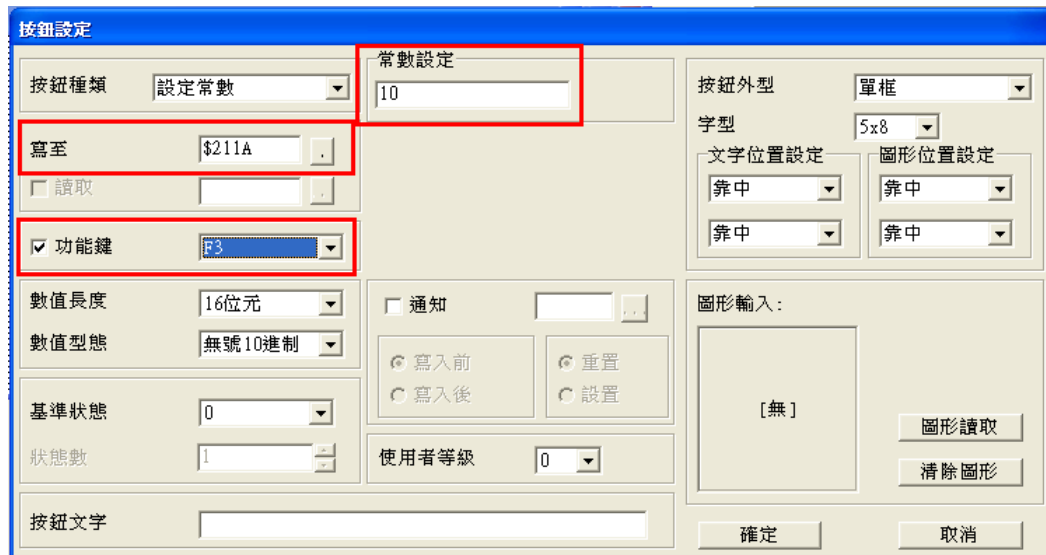 按鈕設定
按鈕種類 設定常數
常數設定
10
寫至 $211A .
讀取 .
功能鍵 F3
數值長度 16位元
數值型態 無號10進制
基準狀態 0
狀態數 1
通知 ...
寫入前 重置
寫入後 設置
使用者等級 0
按鈕文字
按鈕外型 單框
字型 5x8
文字位置設定 圖形位置設定
靠中 靠中
靠中 靠中
圖形輸入:
[無]
圖形讀取
清除圖形
確定 取消